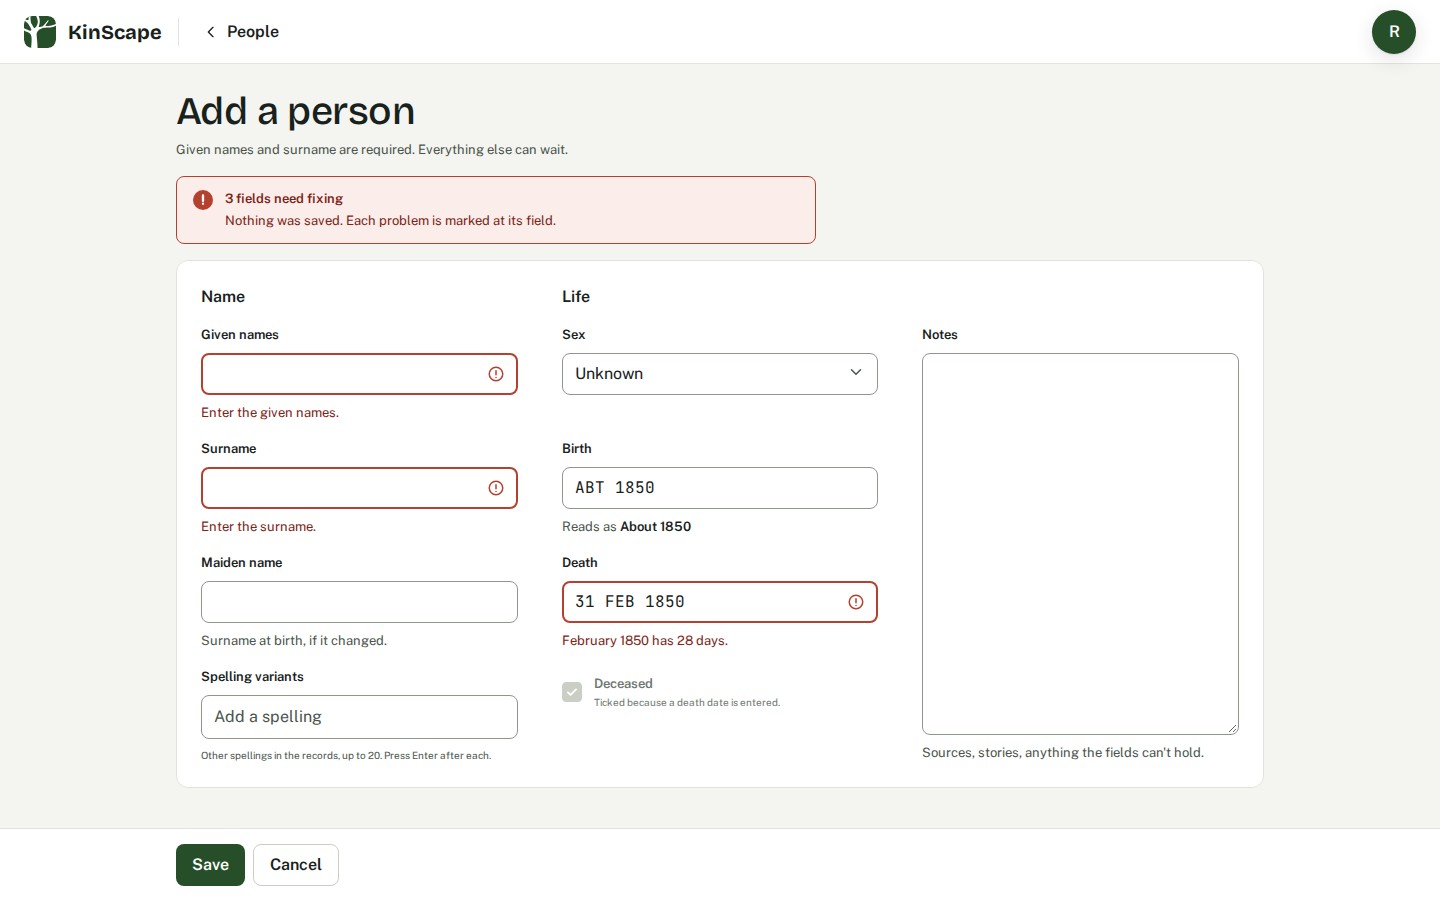 KinScape
People
R
Add a person
Given names and surname are required. Everything else can wait.
3 fields need fixing
Nothing was saved. Each problem is marked at its field.
Name
Given names
Enter the given names.
Surname
Enter the surname.
Maiden name
Surname at birth, if it changed.
Spelling variants
Add a spelling
Other spellings in the records, up to 20. Press Enter after each.
Life
Sex
Unknown
Birth
ABT 1850
Reads as About 1850
Death
31 FEB 1850
February 1850 has 28 days.
Deceased
Ticked because a death date is entered.
Notes
Sources, stories, anything the fields can't hold.
Save
Cancel